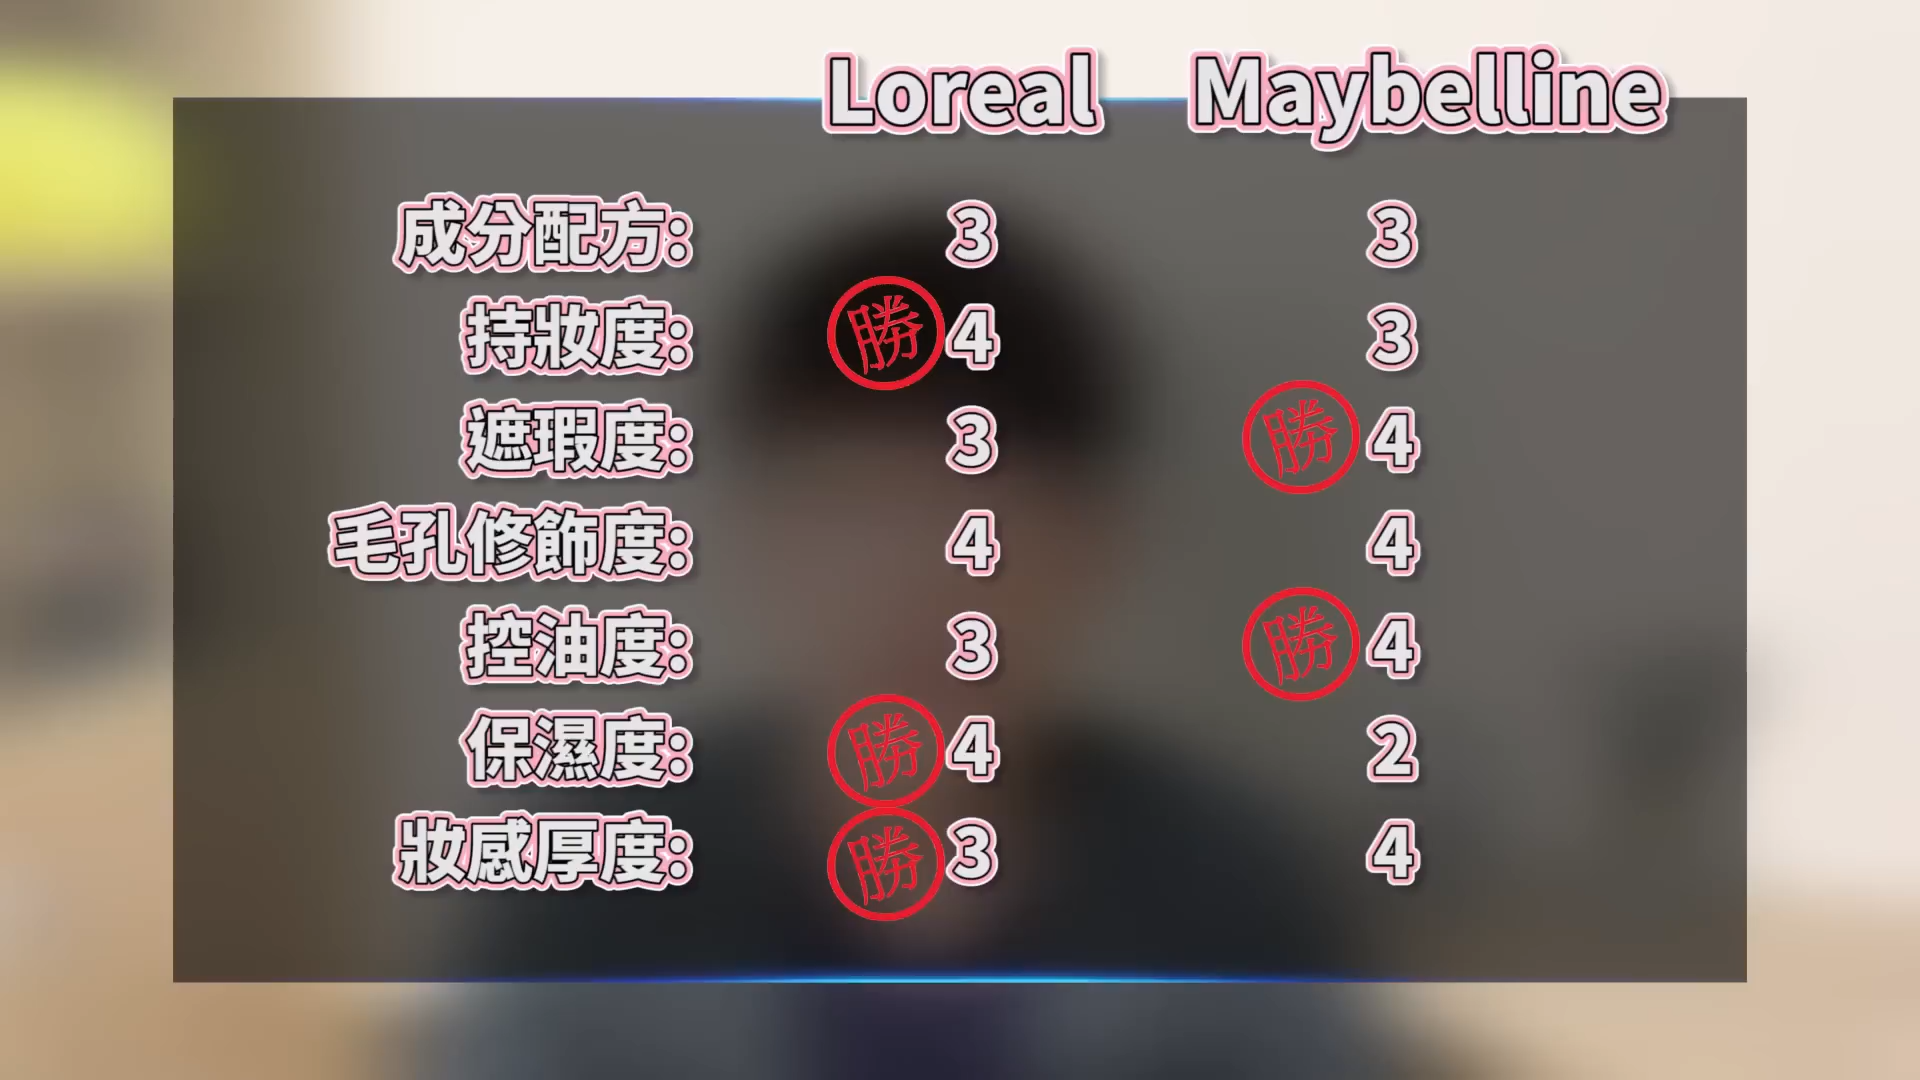 Loreal Maybelline
成分配方: 3 3
持妝度: 勝 4 3
遮瑕度: 3 勝 4
毛孔修飾度: 4 4
控油度: 3 勝 4
保濕度: 勝 4 2
妝感厚度: 勝 3 4